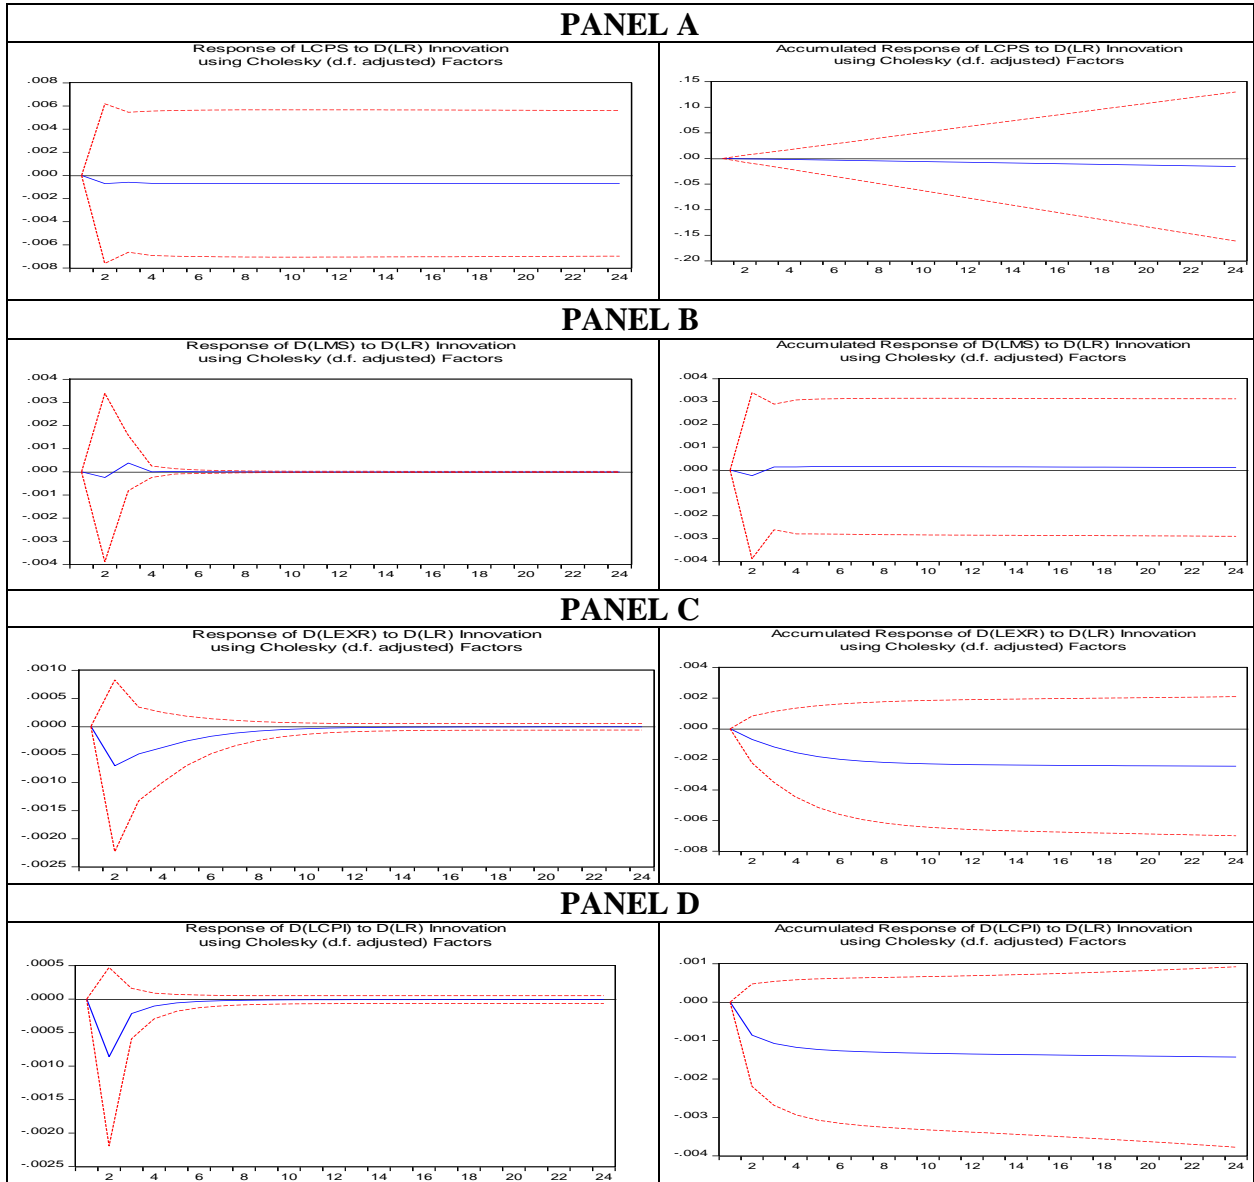 PANEL A
Response of LCPS to D(LR) Innovation
using Cholesky (d.f. adjusted) Factors
.008
.006
.004
.002
.000
-.002
-.004
-.006
-.008
2 4 6 8 10 12 14 16 18 20 22 24
Accumulated Response of LCPS to D(LR) Innovation
using Cholesky (d.f. adjusted) Factors
.15
.10
.05
.00
-.05
-.10
-.15
-.20
2 4 6 8 10 12 14 16 18 20 22 24
PANEL B
Response of D(LMS) to D(LR) Innovation
using Cholesky (d.f. adjusted) Factors
.004
.003
.002
.001
.000
-.001
-.002
-.003
-.004
2 4 6 8 10 12 14 16 18 20 22 24
Accumulated Response of D(LMS) to D(LR) Innovation
using Cholesky (d.f. adjusted) Factors
.004
.003
.002
.001
.000
-.001
-.002
-.003
-.004
2 4 6 8 10 12 14 16 18 20 22 24
PANEL C
Response of D(LEXR) to D(LR) Innovation
using Cholesky (d.f. adjusted) Factors
.0010
.0005
.0000
-.0005
-.0010
-.0015
-.0020
-.0025
2 4 6 8 10 12 14 16 18 20 22 24
Accumulated Response of D(LEXR) to D(LR) Innovation
using Cholesky (d.f. adjusted) Factors
.004
.002
.000
-.002
-.004
-.006
-.008
2 4 6 8 10 12 14 16 18 20 22 24
PANEL D
Response of D(LCPI) to D(LR) Innovation
using Cholesky (d.f. adjusted) Factors
.0005
.0000
-.0005
-.0010
-.0015
-.0020
-.0025
2 4 6 8 10 12 14 16 18 20 22 24
Accumulated Response of D(LCPI) to D(LR) Innovation
using Cholesky (d.f. adjusted) Factors
.001
.000
-.001
-.002
-.003
-.004
2 4 6 8 10 12 14 16 18 20 22 24